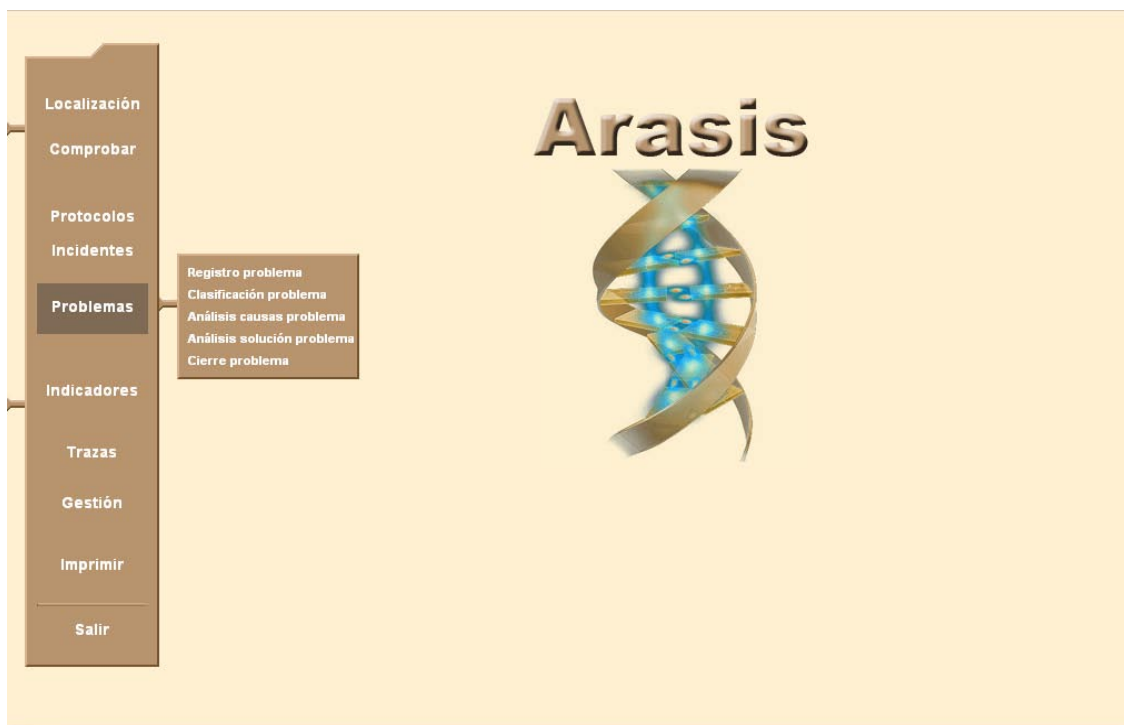 Localización
Comprobar
Protocolos
Incidentes
Problemas
Indicadores
Trazas
Gestión
Imprimir
Salir
Registro problema
Clasificación problema
Análisis causas problema
Análisis solución problema
Cierre problema
Arasis